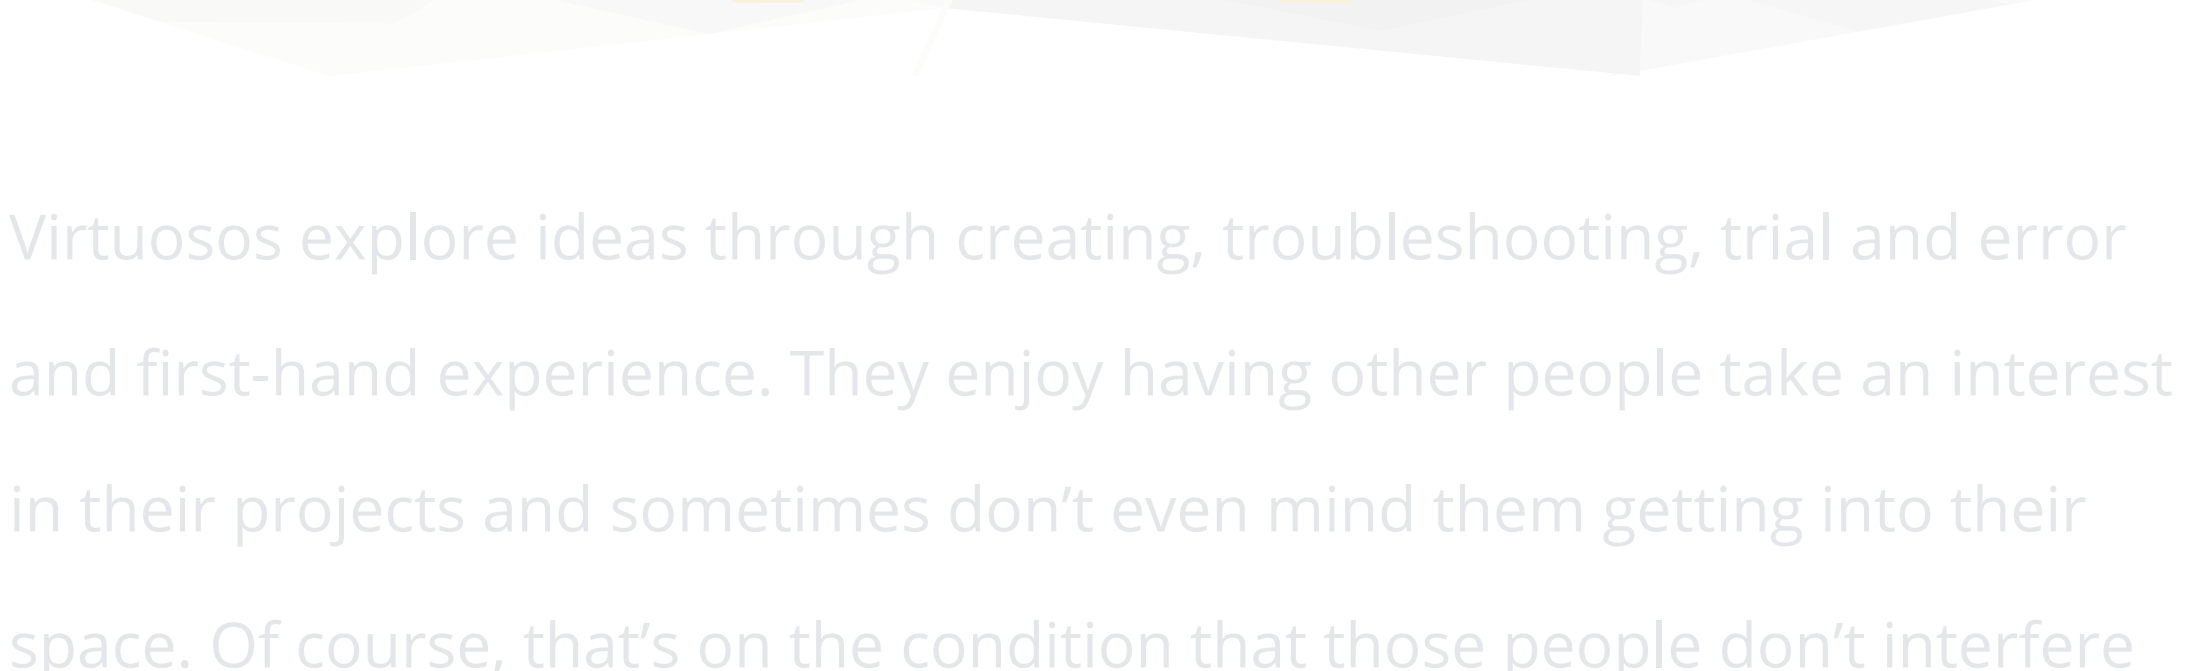 Virtuosos explore ideas through creating, troubleshooting, trial and error
and first-hand experience. They enjoy having other people take an interest
in their projects and sometimes don’t even mind them getting into their
space. Of course, that’s on the condition that those people don’t interfere